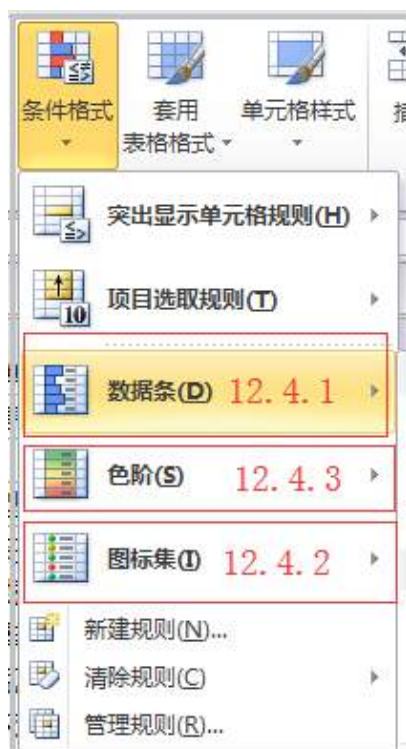 条件格式
套用
表格格式
单元格样式
突出显示单元格规则(H)
10
项目选取规则(T)
数据条(D) 12.4.1
色阶(S) 12.4.3
图标集(I) 12.4.2
新建规则(N)...
清除规则(C)
管理规则(R)...